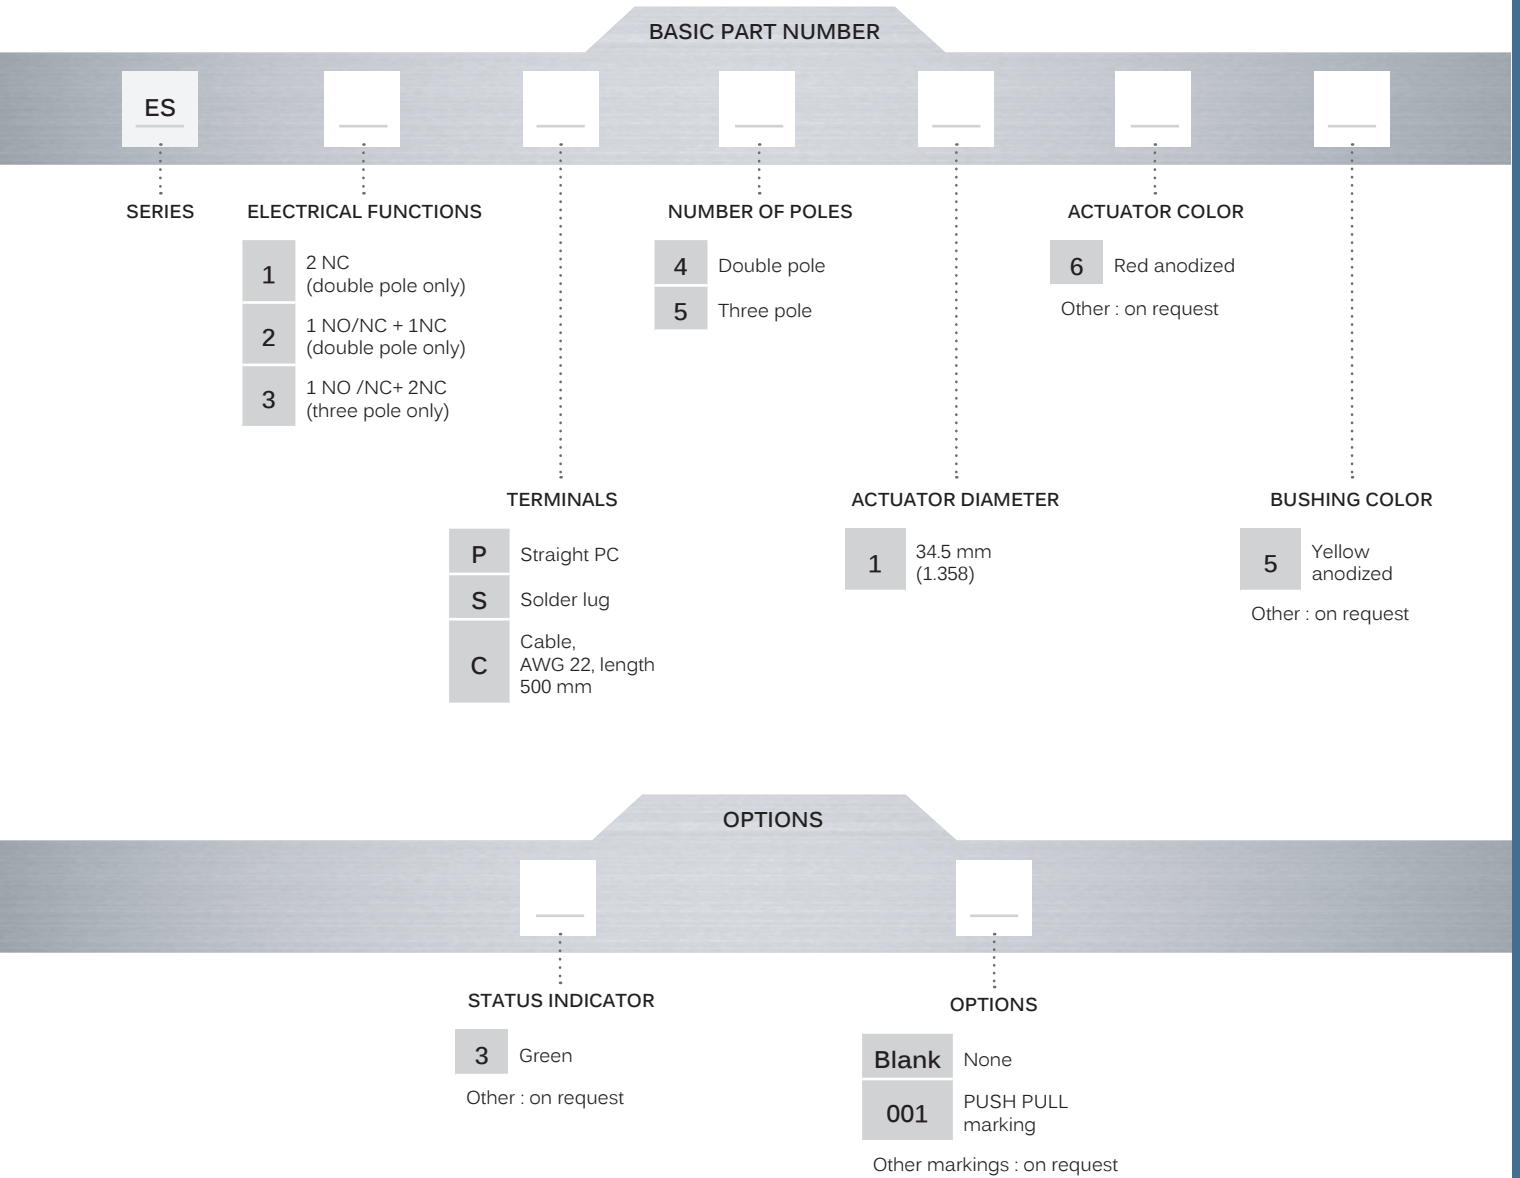 BASIC PART NUMBER
ES
SERIES
ELECTRICAL FUNCTIONS
1
2 NC
(double pole only)
2
1 NO/NC + 1NC
(double pole only)
3
1 NO /NC+ 2NC
(three pole only)
NUMBER OF POLES
4
Double pole
5
Three pole
ACTUATOR COLOR
6
Red anodized
Other : on request
TERMINALS
P
Straight PC
S
Solder lug
C
Cable,
AWG 22, length
500 mm
ACTUATOR DIAMETER
1
34.5 mm
(1.358)
BUSHING COLOR
5
Yellow
anodized
Other : on request
OPTIONS
STATUS INDICATOR
3
Green
Other : on request
OPTIONS
Blank
None
001
PUSH PULL
marking
Other markings : on request